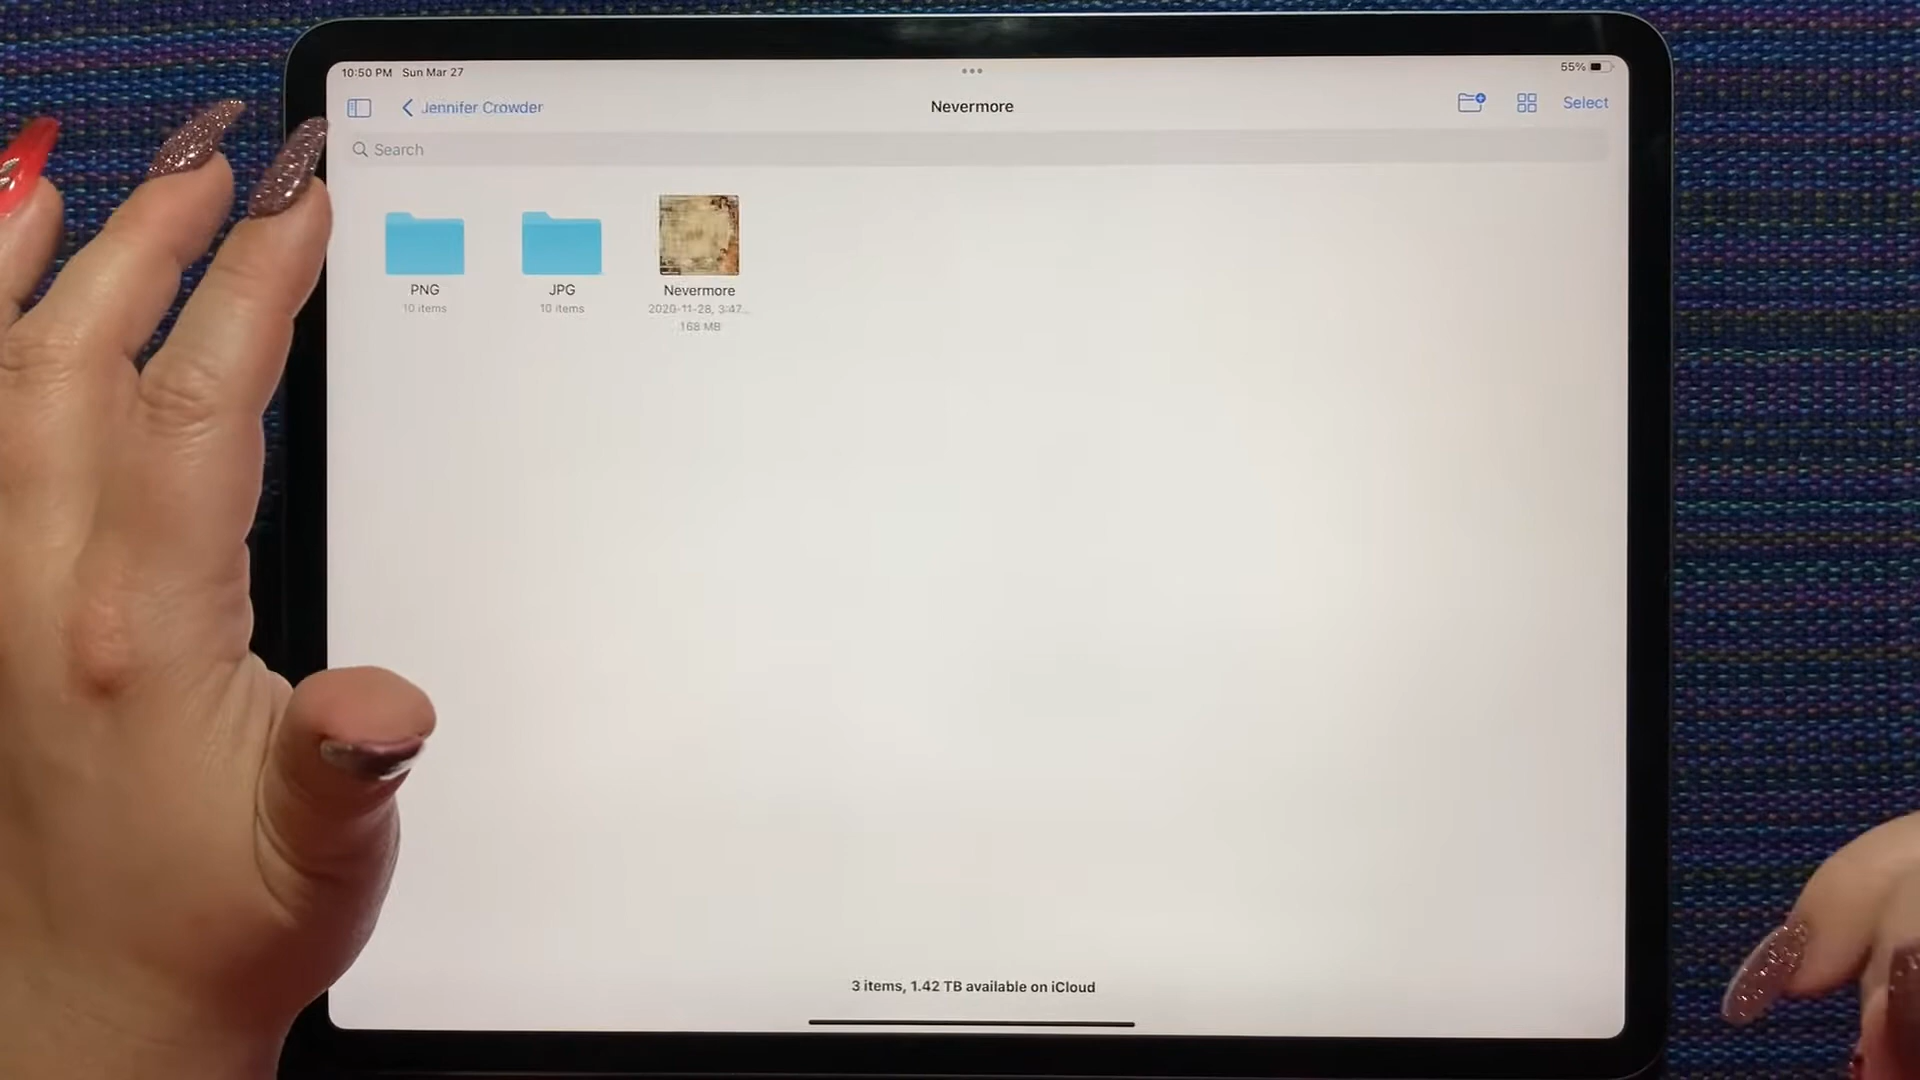 10:50 PM Sun Mar 27
55%
Jennifer Crowder
Nevermore
Select
Search
PNG
10 items
JPG
10 items
Nevermore
2020-11-28, 3:47...
168 MB
3 items, 1.42 TB available on iCloud